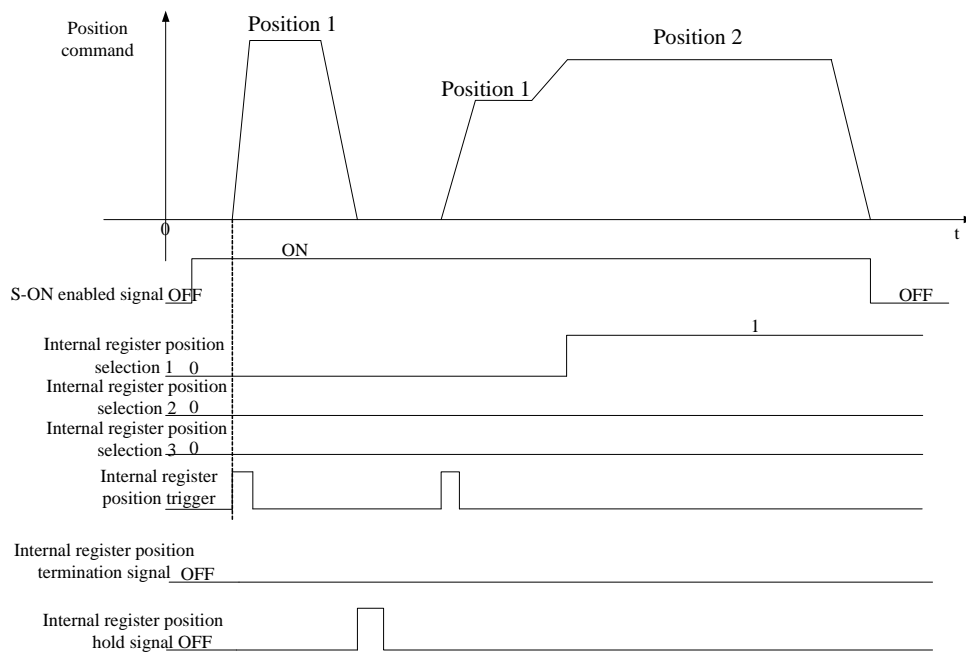 Position
command
Position 1
Position 2
Position 1
0
t
ON
S-ON enabled signal OFF
OFF
1
Internal register position
selection 1 0
Internal register position
selection 2 0
Internal register position
selection 3 0
Internal register
position trigger
Internal register position
termination signal OFF
Internal register position
hold signal OFF